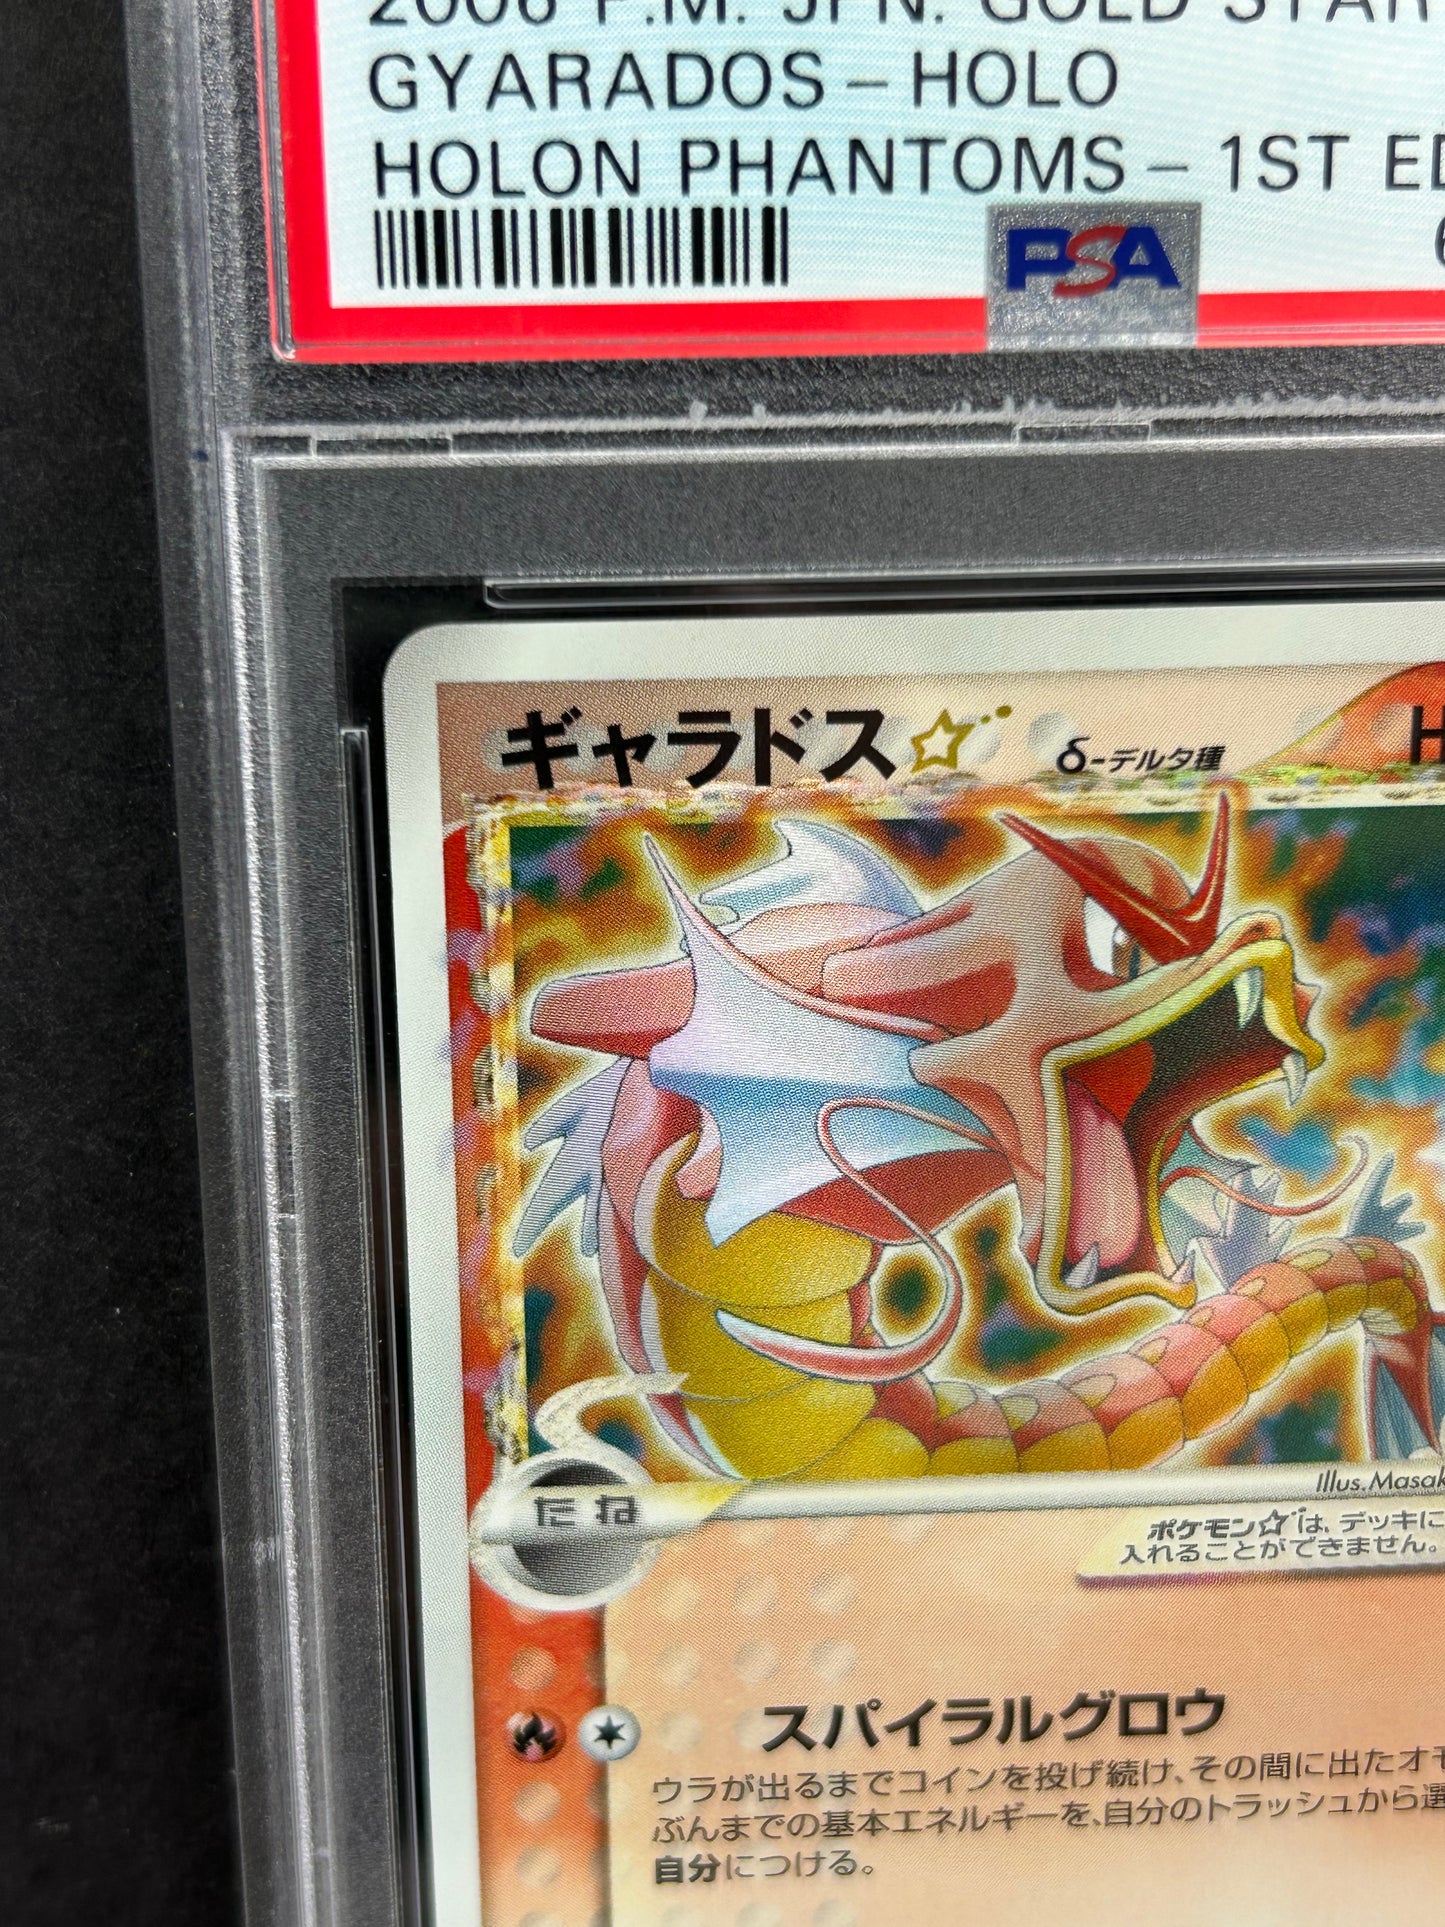 2006 P.M. JPN. GOLD STAR
GYARADOS - HOLO
HOLON PHANTOMS - 1ST ED
PSA
ギャラドス☆ δ-デルタ種 H
Illus.Masak
たね
ポケモン☆は、デッキに
入れることができません。
スパイラルグロウ
ウラが出るまでコインを投げ続け、その間に出たオモ
ぶんまでの基本エネルギーを、自分のトラッシュから選
自分につける。